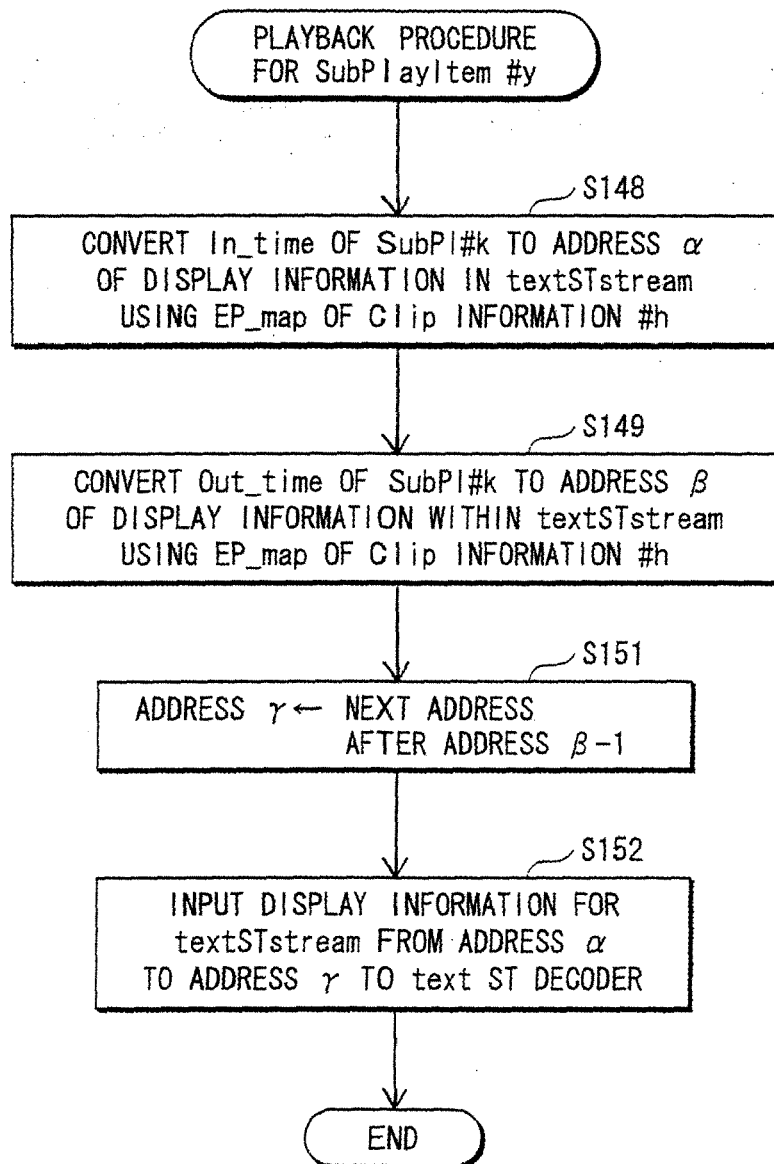 PLAYBACK PROCEDURE
FOR SubPlayItem #y
S148
CONVERT In_time OF SubPI#k TO ADDRESS α
OF DISPLAY INFORMATION IN textSTstream
USING EP_map OF Clip INFORMATION #h
S149
CONVERT Out_time OF SubPI#k TO ADDRESS β
OF DISPLAY INFORMATION WITHIN textSTstream
USING EP_map OF Clip INFORMATION #h
S151
ADDRESS γ← NEXT ADDRESS
AFTER ADDRESS β-1
S152
INPUT DISPLAY INFORMATION FOR
textSTstream FROM ADDRESS α
TO ADDRESS γ TO text ST DECODER
END